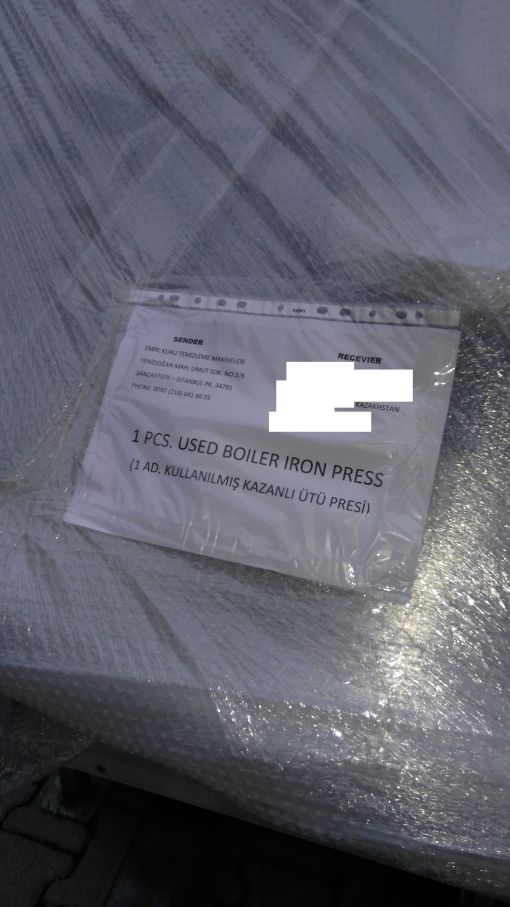 SENDER
EMRE KURU TEMİZLEME MAKİNELERİ
YENİDOĞAN MAH. UMUT SOK. NO:3/B
SANCAKTEPE – İSTANBUL PK. 34791
PHONE: 0090 (216) 641 86 55
RECEVIER
KAZAKHSTAN
1 PCS. USED BOILER IRON PRESS
(1 AD. KULLANILMIŞ KAZANLI ÜTÜ PRESİ)